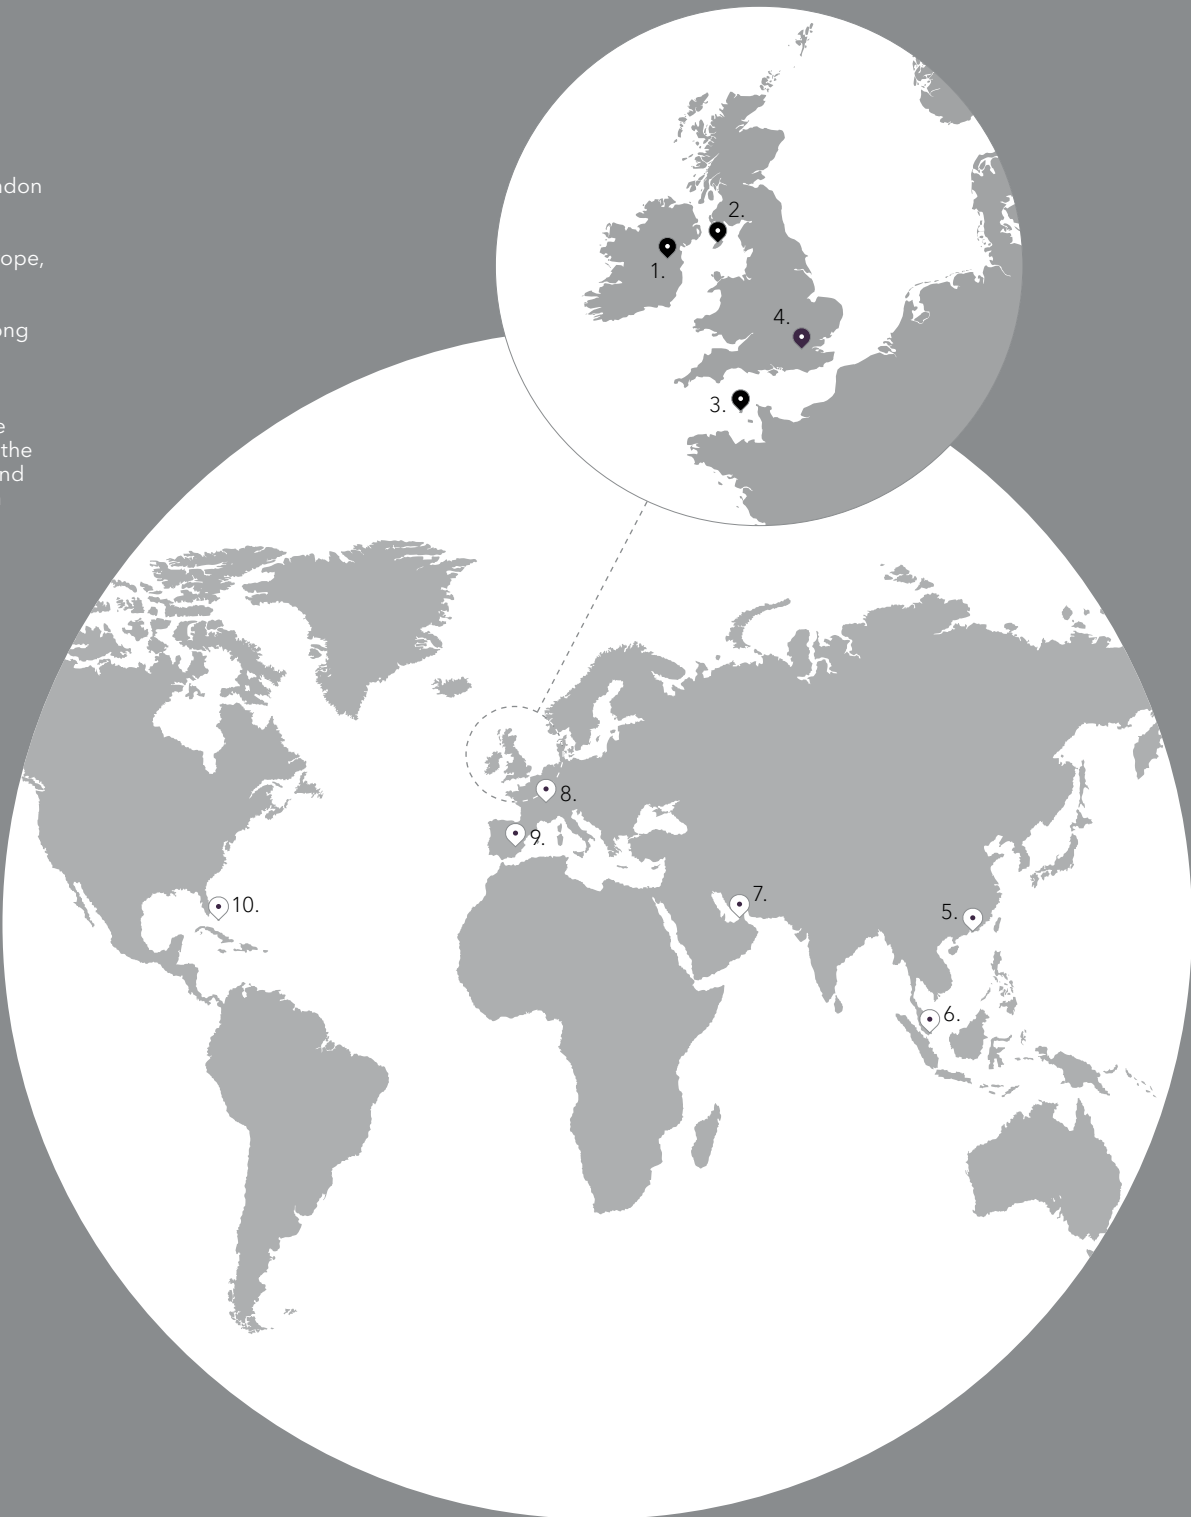 ndon
ope,
ong
e
the
nd
2.
1.
4.
3.
8.
9.
10.
7.
5.
6.